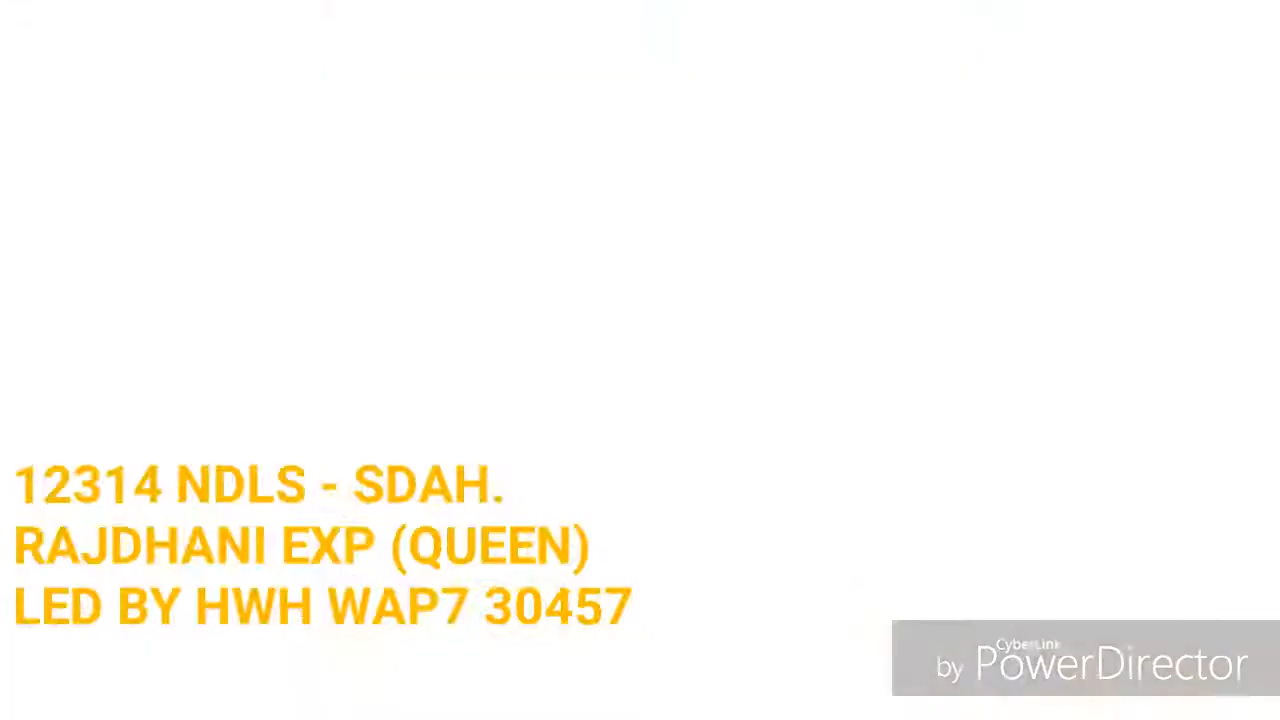 12314 NDLS - SDAH.
RAJDHANI EXP (QUEEN)
LED BY HWH WAP7 30457
CyberLink
by PowerDirector